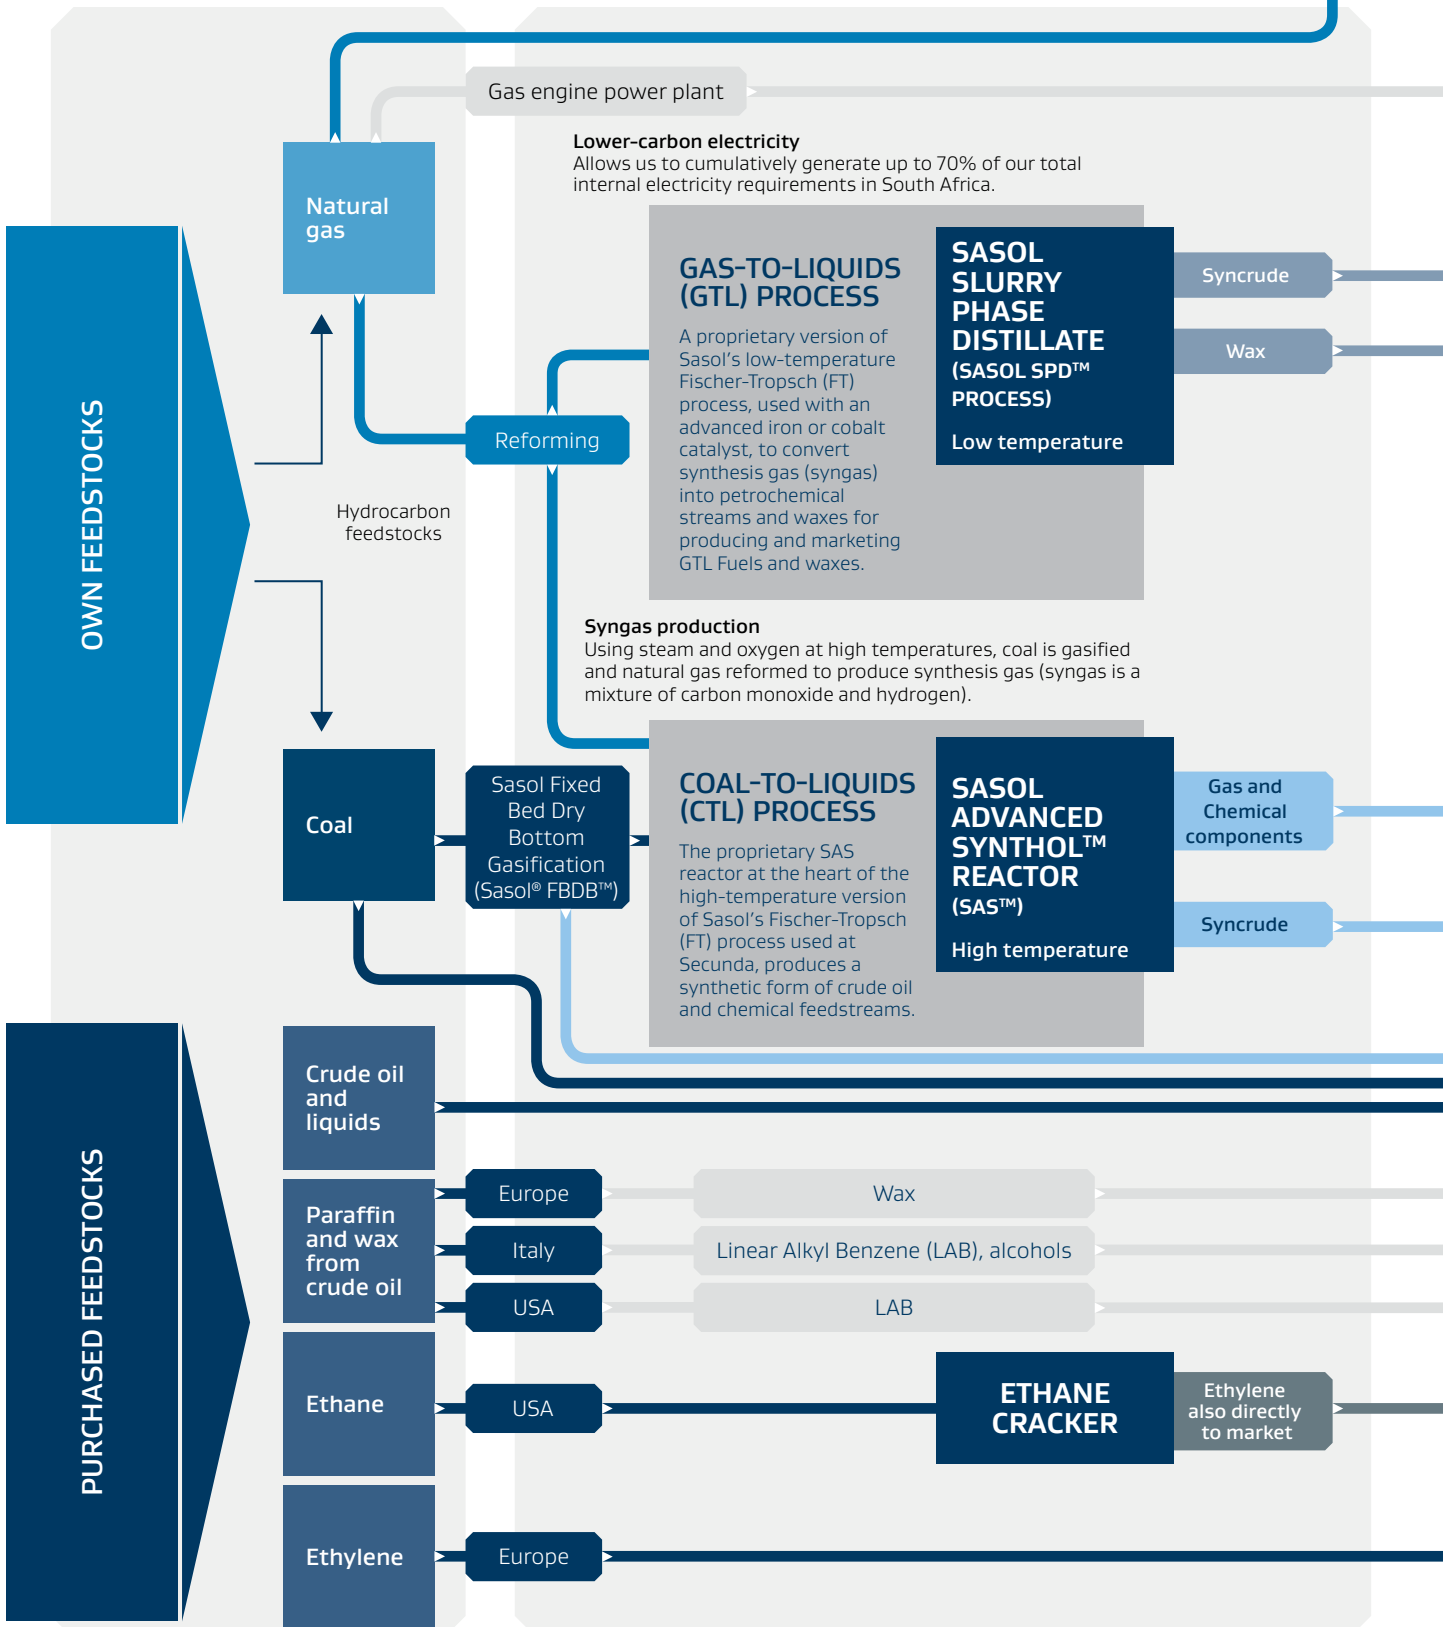 Gas engine power plant
Lower-carbon electricity
Allows us to cumulatively generate up to 70% of our total
internal electricity requirements in South Africa.
Natural
gas
OWN FEEDSTOCKS
Hydrocarbon
feedstocks
Reforming
GAS-TO-LIQUIDS
(GTL) PROCESS
A proprietary version of
Sasol's low-temperature
Fischer-Tropsch (FT)
process, used with an
advanced iron or cobalt
catalyst, to convert
synthesis gas (syngas)
into petrochemical
streams and waxes for
producing and marketing
GTL Fuels and waxes.
SASOL
SLURRY
PHASE
DISTILLATE
(SASOL SPD™
PROCESS)
Low temperature
Syncrude
Wax
Syngas production
Using steam and oxygen at high temperatures, coal is gasified
and natural gas reformed to produce synthesis gas (syngas is a
mixture of carbon monoxide and hydrogen).
Coal
Sasol Fixed
Bed Dry
Bottom
Gasification
(Sasol® FBDB™)
COAL-TO-LIQUIDS
(CTL) PROCESS
The proprietary SAS
reactor at the heart of the
high-temperature version
of Sasol's Fischer-Tropsch
(FT) process used at
Secunda, produces a
synthetic form of crude oil
and chemical feedstreams.
SASOL
ADVANCED
SYNTHOL™
REACTOR
(SAS™)
High temperature
Gas and
Chemical
components
Syncrude
PURCHASED FEEDSTOCKS
Crude oil
and
liquids
Paraffin
and wax
from
crude oil
Europe
Wax
Italy
Linear Alkyl Benzene (LAB), alcohols
USA
LAB
Ethane
USA
ETHANE
CRACKER
Ethylene
also directly
to market
Ethylene
Europe